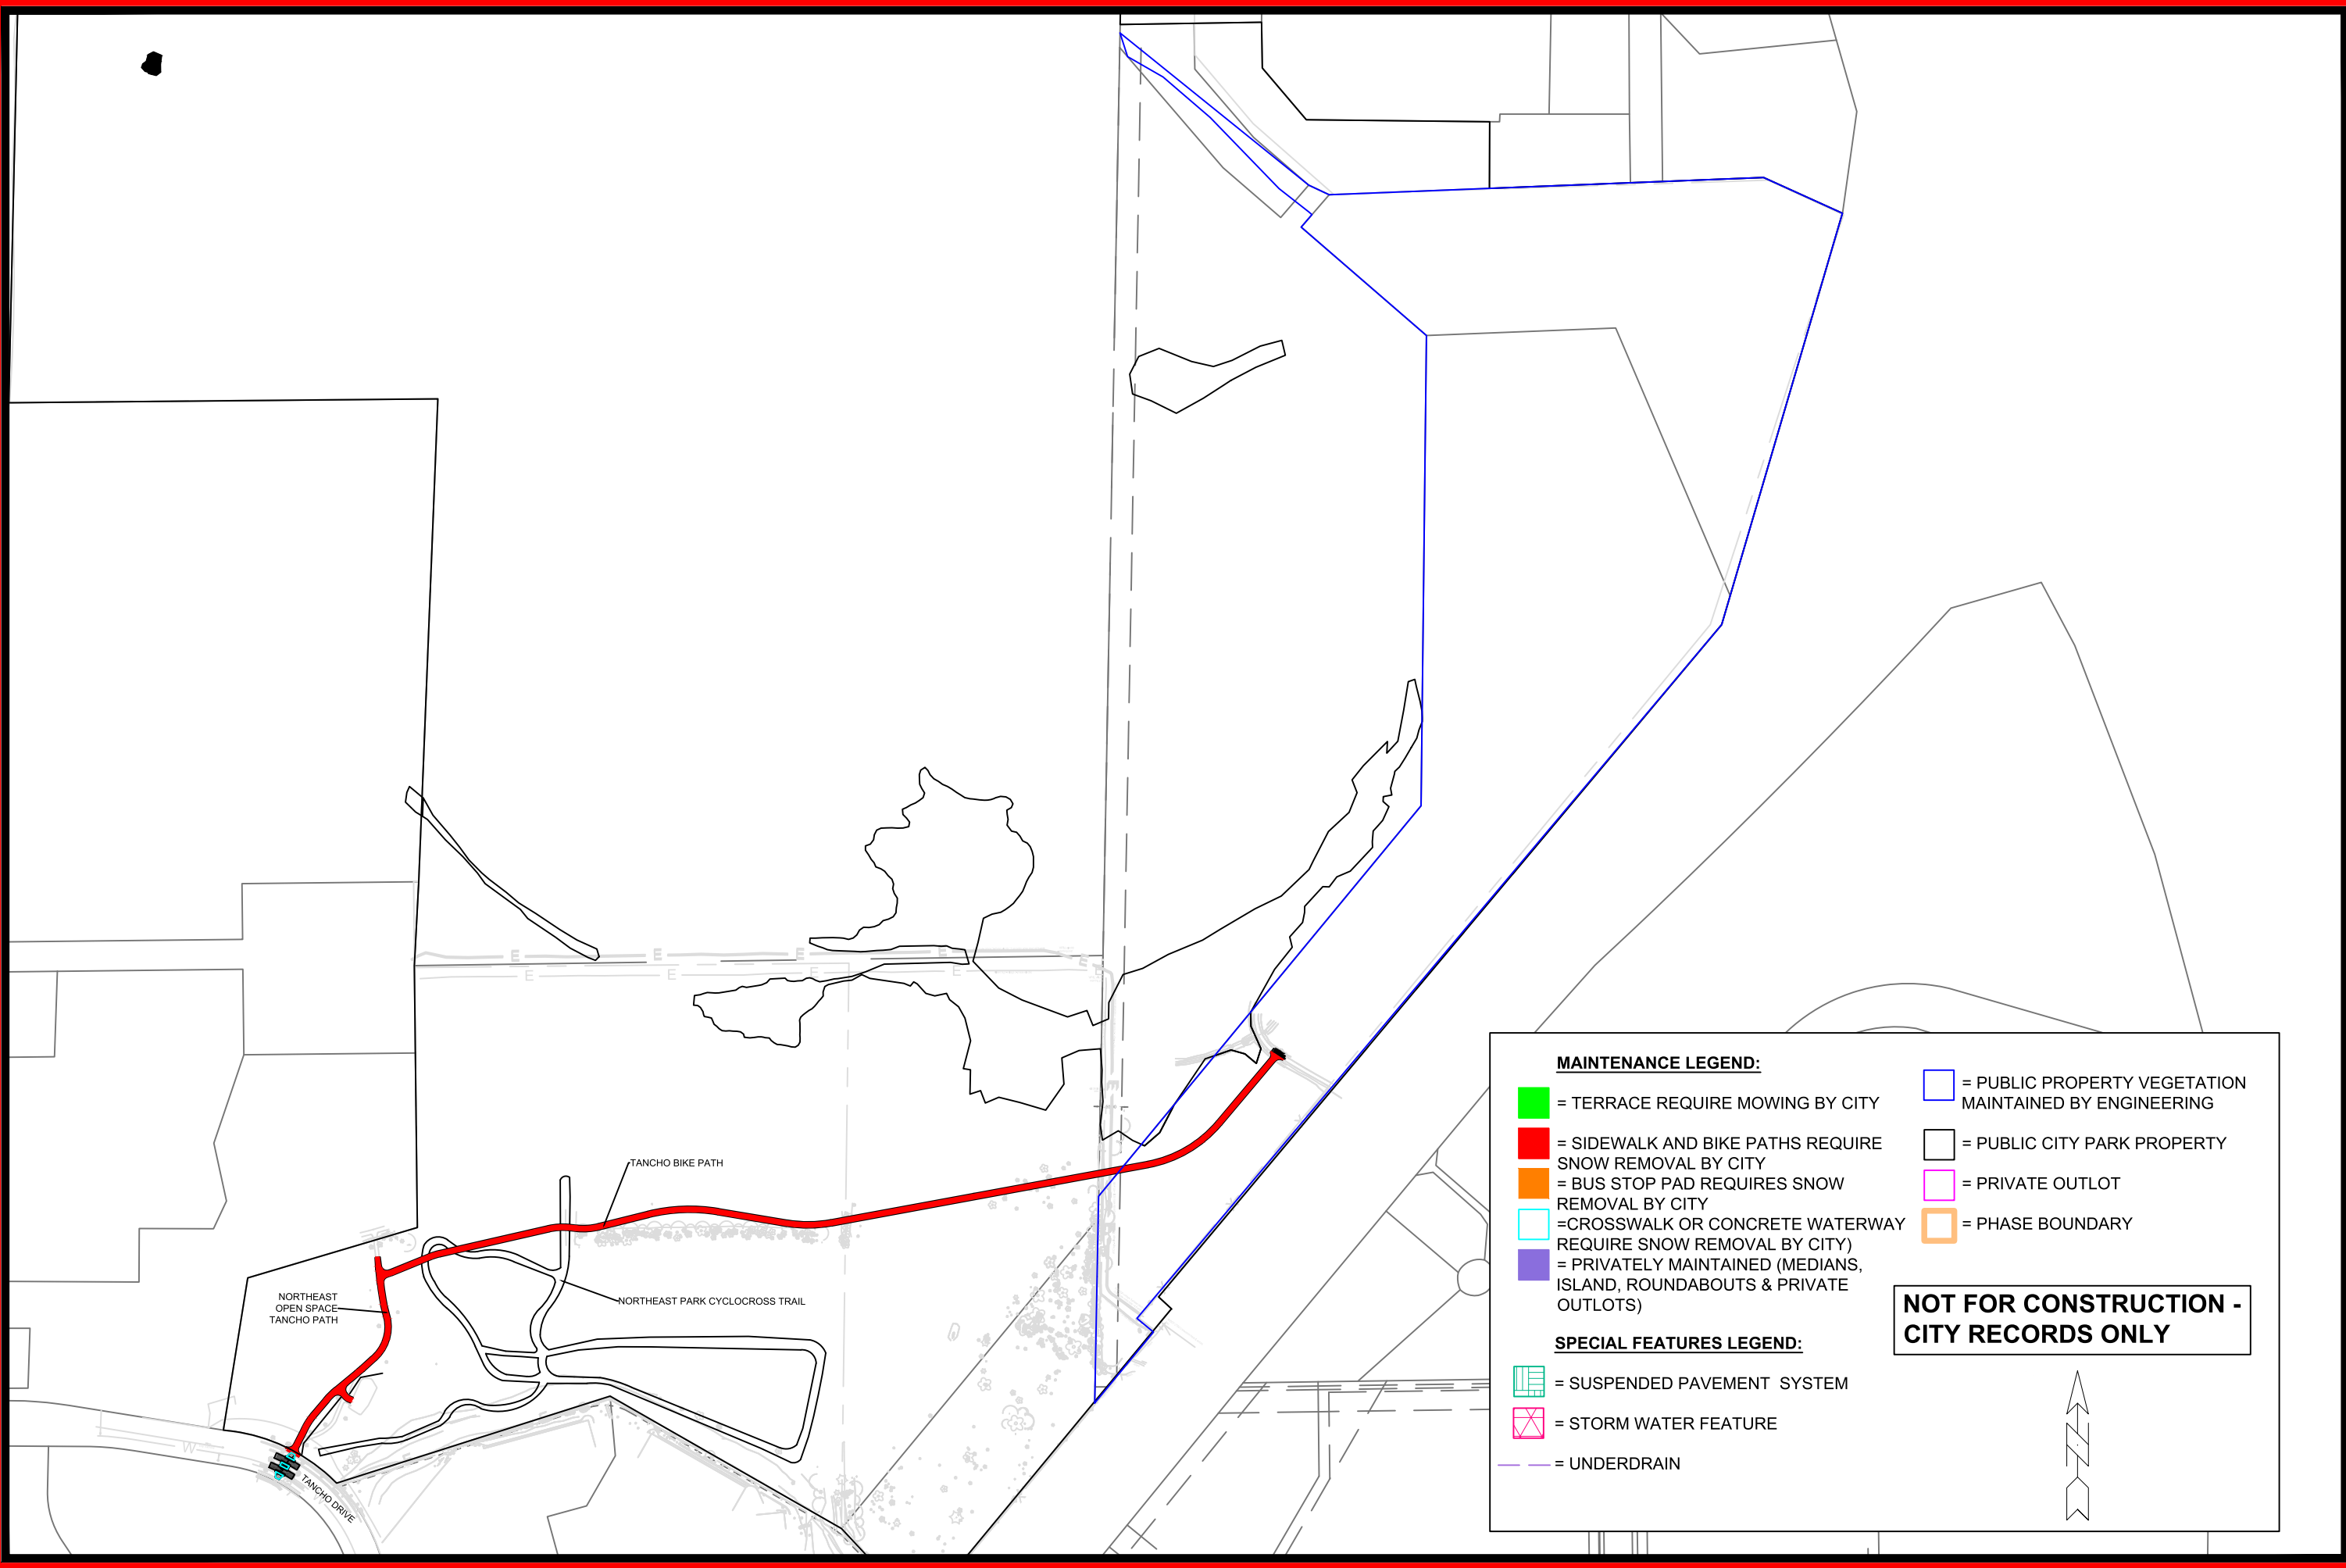 E E E E
E E E E E
E
E
TANCHO BIKE PATH
NORTHEAST
OPEN SPACE
TANCHO PATH
NORTHEAST PARK CYCLOCROSS TRAIL
W
TANCHO DRIVE
MAINTENANCE LEGEND:
= TERRACE REQUIRE MOWING BY CITY
= SIDEWALK AND BIKE PATHS REQUIRE
SNOW REMOVAL BY CITY
= BUS STOP PAD REQUIRES SNOW
REMOVAL BY CITY
=CROSSWALK OR CONCRETE WATERWAY
REQUIRE SNOW REMOVAL BY CITY)
= PRIVATELY MAINTAINED (MEDIANS,
ISLAND, ROUNDABOUTS & PRIVATE
OUTLOTS)
= PUBLIC PROPERTY VEGETATION
MAINTAINED BY ENGINEERING
= PUBLIC CITY PARK PROPERTY
= PRIVATE OUTLOT
= PHASE BOUNDARY
SPECIAL FEATURES LEGEND:
= SUSPENDED PAVEMENT SYSTEM
= STORM WATER FEATURE
= UNDERDRAIN
NOT FOR CONSTRUCTION -
CITY RECORDS ONLY
N